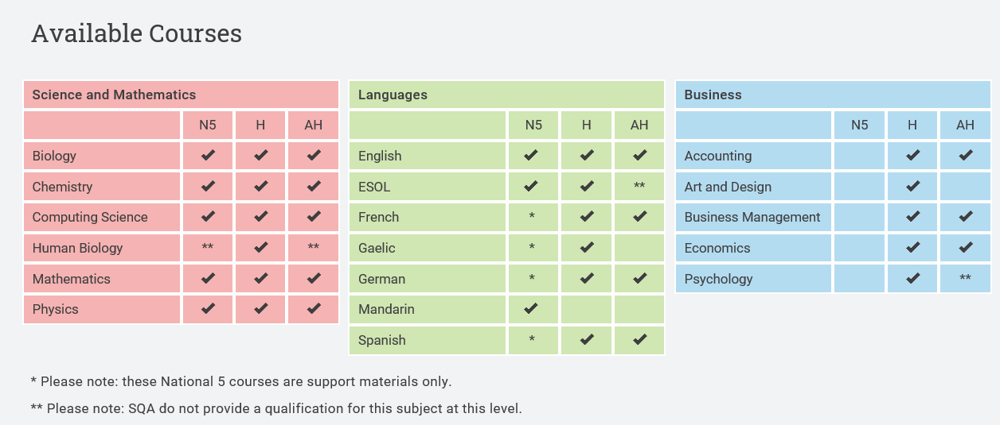 Available Courses
Science and Mathematics
N5 H AH
Biology ✔ ✔ ✔
Chemistry ✔ ✔ ✔
Computing Science ✔ ✔ ✔
Human Biology ** ✔ **
Mathematics ✔ ✔ ✔
Physics ✔ ✔ ✔
Languages
N5 H AH
English ✔ ✔ ✔
ESOL ✔ ✔ **
French * ✔ ✔
Gaelic * ✔
German * ✔ ✔
Mandarin ✔
Spanish * ✔ ✔
Business
N5 H AH
Accounting ✔ ✔
Art and Design ✔
Business Management ✔ ✔
Economics ✔ ✔
Psychology ✔ **
* Please note: these National 5 courses are support materials only.
** Please note: SQA do not provide a qualification for this subject at this level.